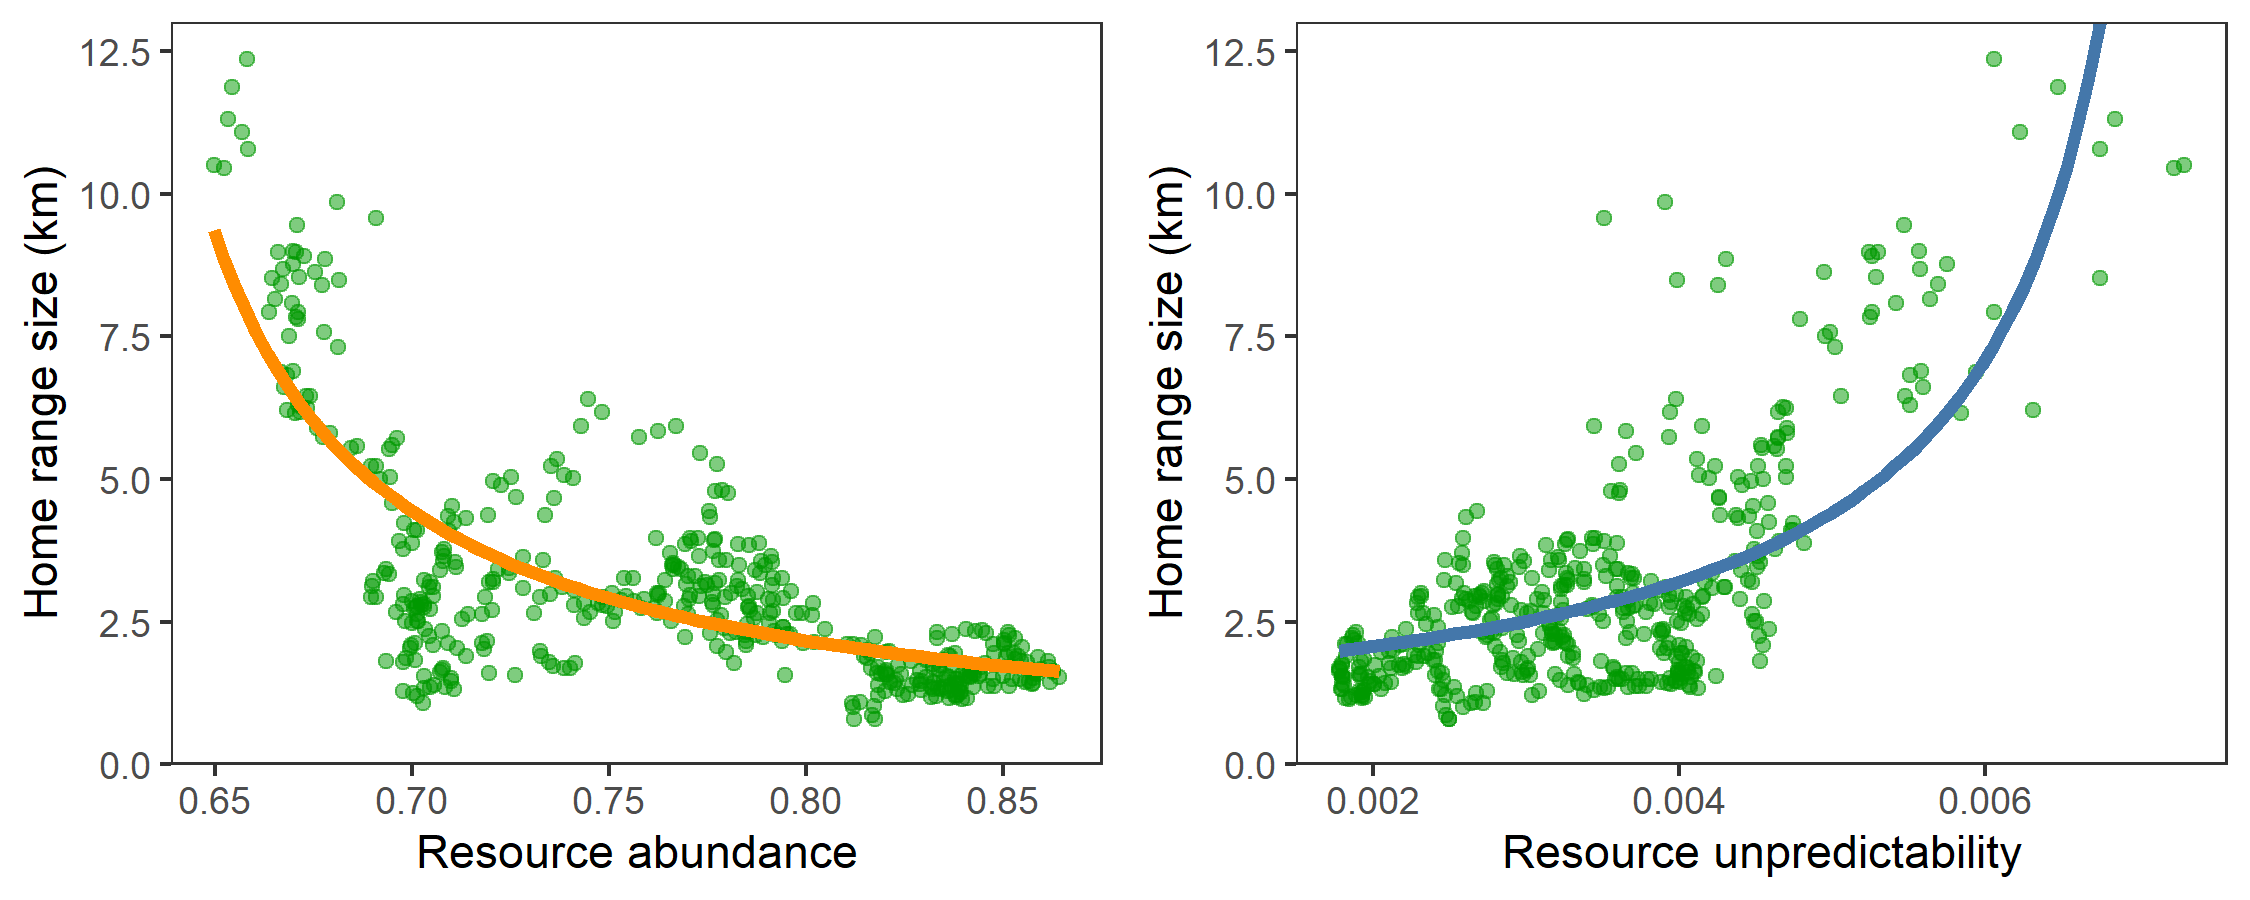 Home range size (km)
12.5
10.0
7.5
5.0
2.5
0.0
0.65 0.70 0.75 0.80 0.85
Resource abundance
Home range size (km)
12.5
10.0
7.5
5.0
2.5
0.0
0.002 0.004 0.006
Resource unpredictability